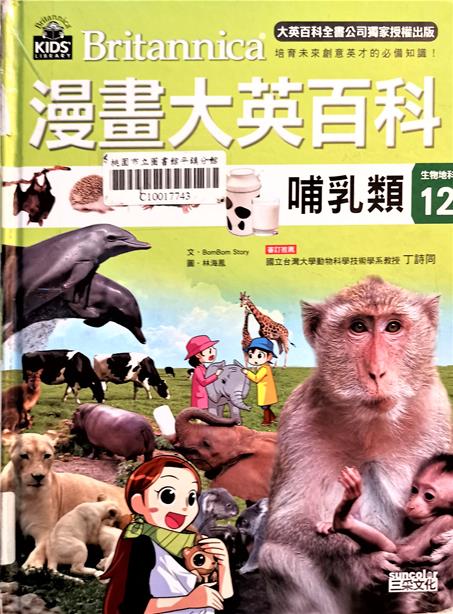 Britannica
KIDS
LIBRARY
Britannica®
大英百科全書公司獨家授權出版
培育未來創意英才的必備知識！
漫畫大英百科
桃園市立圖書館平鎮分館
C10017743
哺乳類
生物地科
12
文・BomBom Story
圖・林海鳳
審訂推薦
國立台灣大學動物科學技術學系教授 丁詩同
suncolor
三采文化